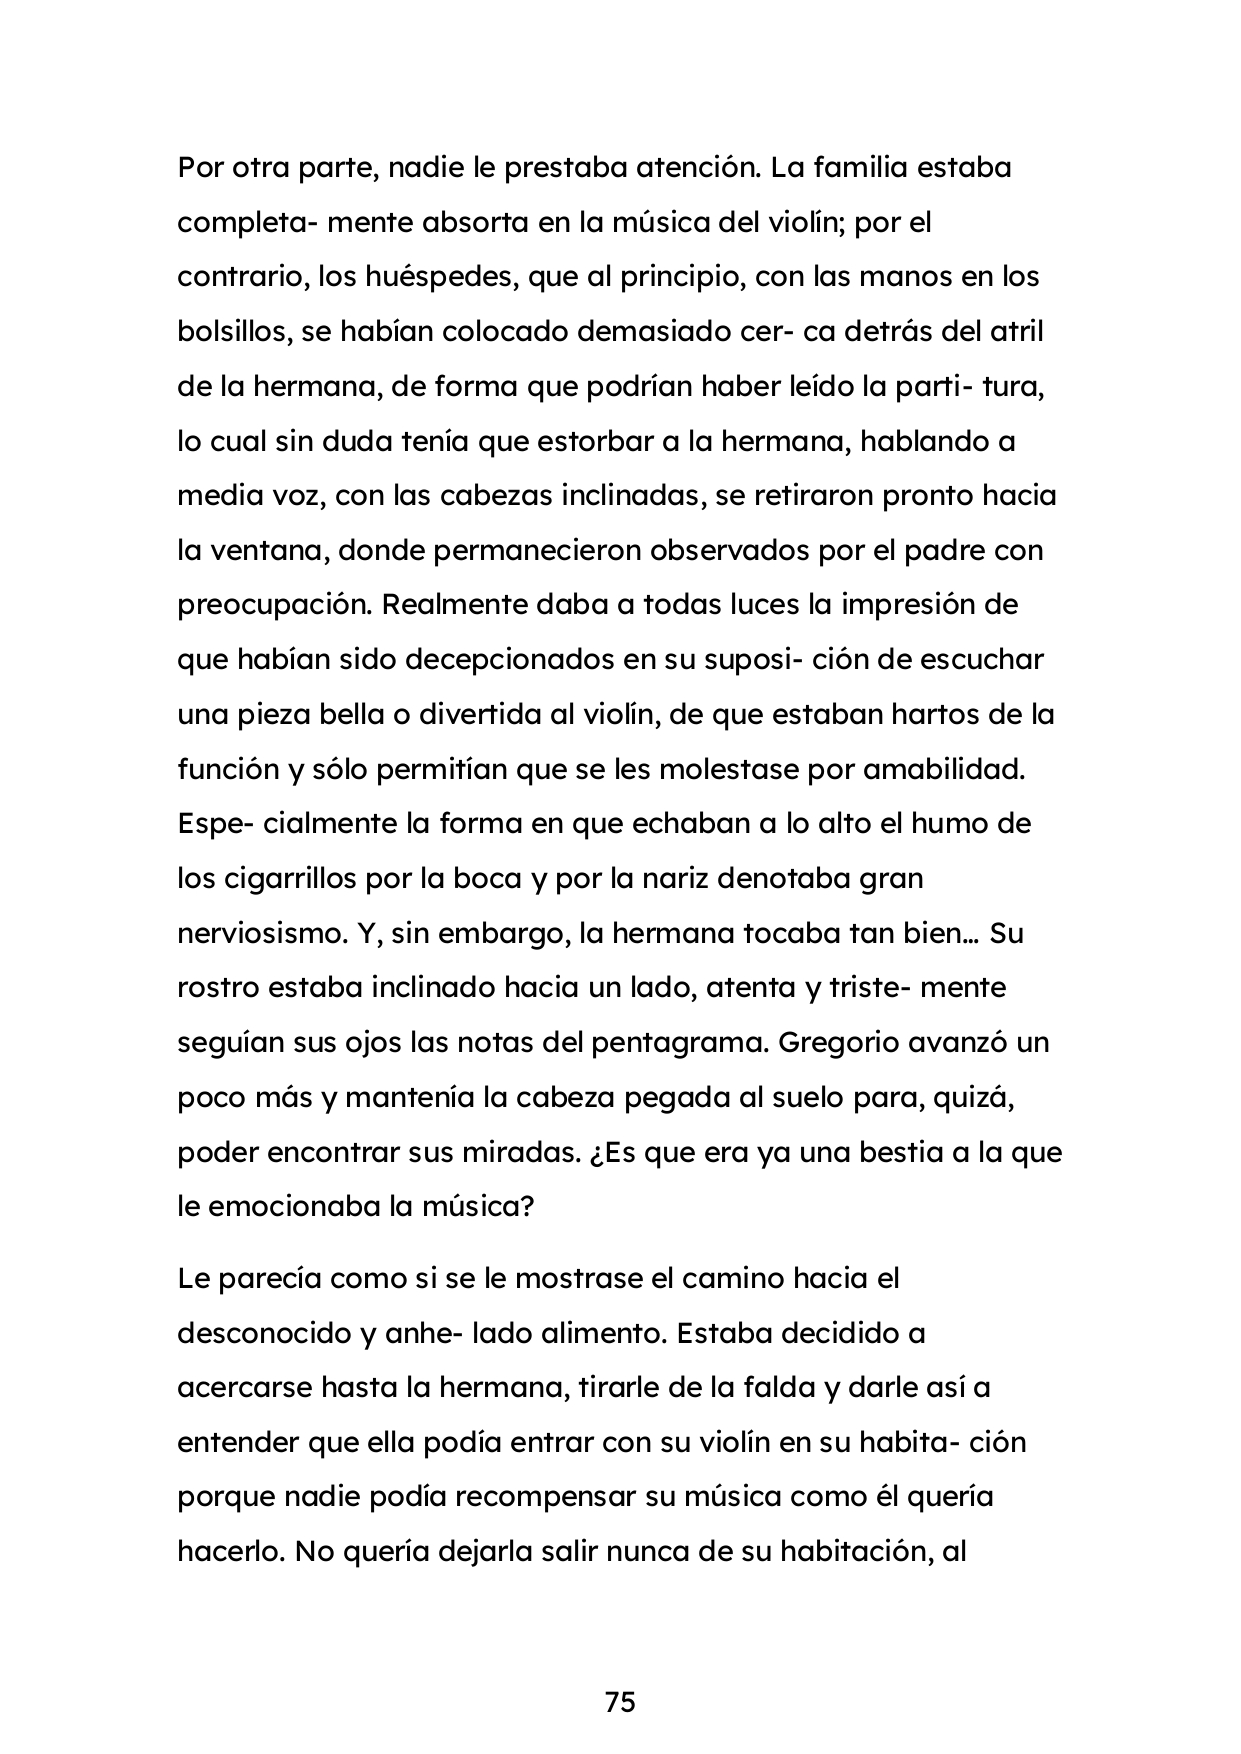 Por otra parte, nadie le prestaba atención. La familia estaba
completa- mente absorta en la música del violín; por el
contrario, los huéspedes, que al principio, con las manos en los
bolsillos, se habían colocado demasiado cer- ca detrás del atril
de la hermana, de forma que podrían haber leído la parti- tura,
lo cual sin duda tenía que estorbar a la hermana, hablando a
media voz, con las cabezas inclinadas, se retiraron pronto hacia
la ventana, donde permanecieron observados por el padre con
preocupación. Realmente daba a todas luces la impresión de
que habían sido decepcionados en su suposi- ción de escuchar
una pieza bella o divertida al violín, de que estaban hartos de la
función y sólo permitían que se les molestase por amabilidad.
Espe- cialmente la forma en que echaban a lo alto el humo de
los cigarrillos por la boca y por la nariz denotaba gran
nerviosismo. Y, sin embargo, la hermana tocaba tan bien... Su
rostro estaba inclinado hacia un lado, atenta y triste- mente
seguían sus ojos las notas del pentagrama. Gregorio avanzó un
poco más y mantenía la cabeza pegada al suelo para, quizá,
poder encontrar sus miradas. ¿Es que era ya una bestia a la que
le emocionaba la música?
Le parecía como si se le mostrase el camino hacia el
desconocido y anhe- lado alimento. Estaba decidido a
acercarse hasta la hermana, tirarle de la falda y darle así a
entender que ella podía entrar con su violín en su habita- ción
porque nadie podía recompensar su música como él quería
hacerlo. No quería dejarla salir nunca de su habitación, al
75